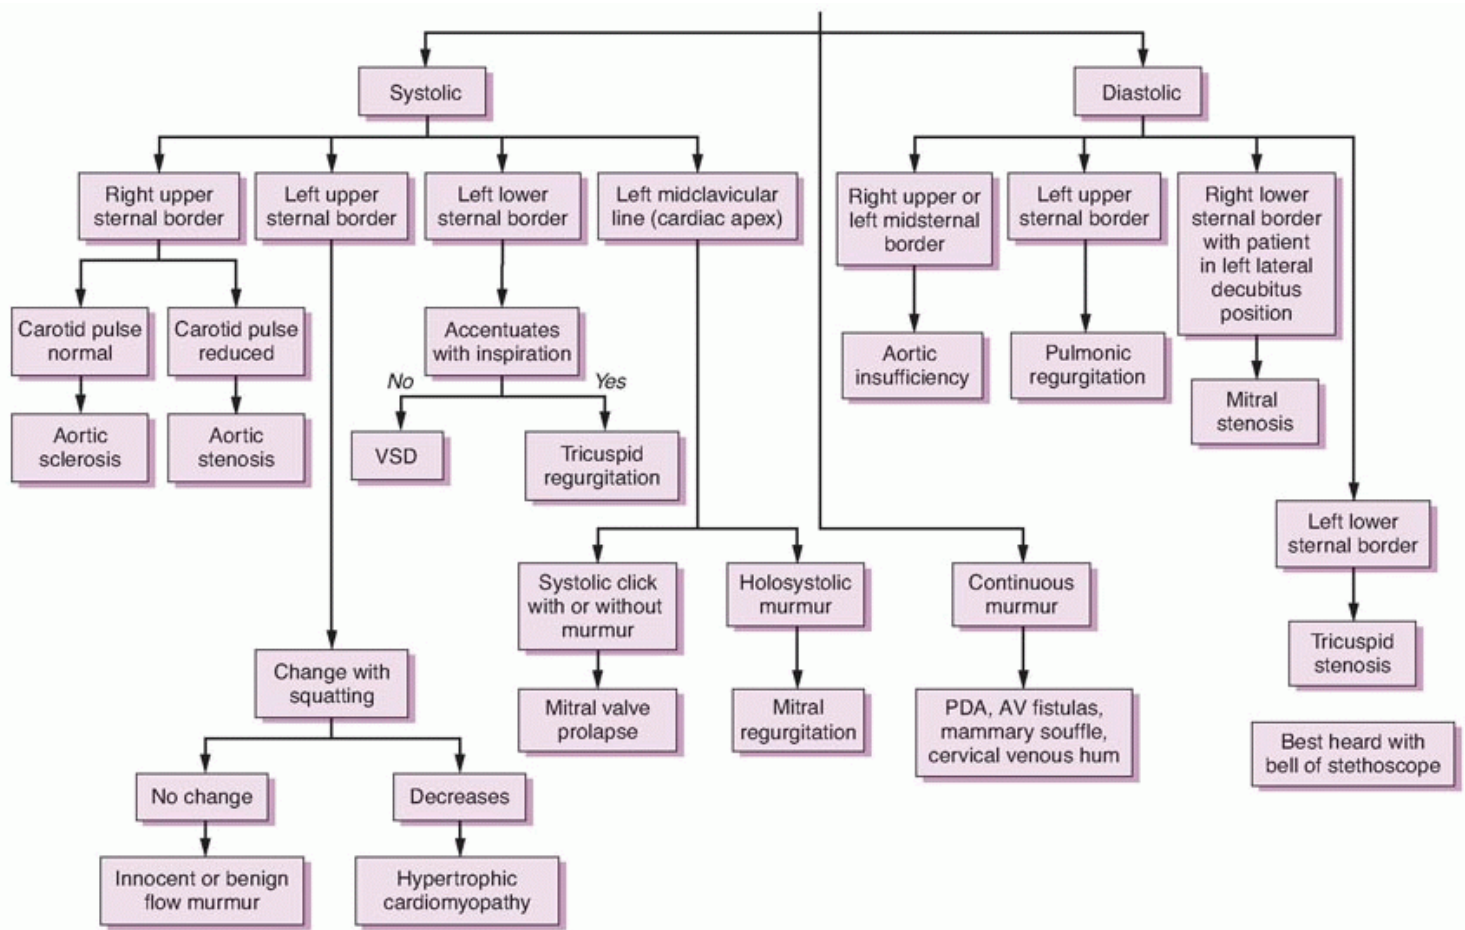 Systolic
Diastolic
Right upper
sternal border
Left upper
sternal border
Left lower
sternal border
Left midclavicular
line (cardiac apex)
Right upper or
left midsternal
border
Left upper
sternal border
Right lower
sternal border
with patient
in left lateral
decubitus
position
Carotid pulse
normal
Carotid pulse
reduced
Accentuates
with inspiration
Aortic
insufficiency
Pulmonic
regurgitation
No
Yes
Mitral
stenosis
Aortic
sclerosis
Aortic
stenosis
VSD
Tricuspid
regurgitation
Left lower
sternal border
Systolic click
with or without
murmur
Holosystolic
murmur
Continuous
murmur
Tricuspid
stenosis
Change with
squatting
Mitral valve
prolapse
Mitral
regurgitation
PDA, AV fistulas,
mammary souffle,
cervical venous hum
Best heard with
bell of stethoscope
No change
Decreases
Innocent or benign
flow murmur
Hypertrophic
cardiomyopathy